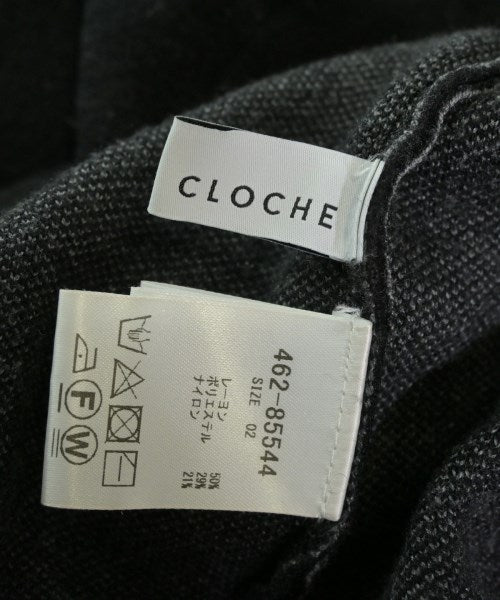 CLOCHE
462-85544
SIZE 02
レーヨン 50%
ポリエステル 29%
ナイロン 21%
F W